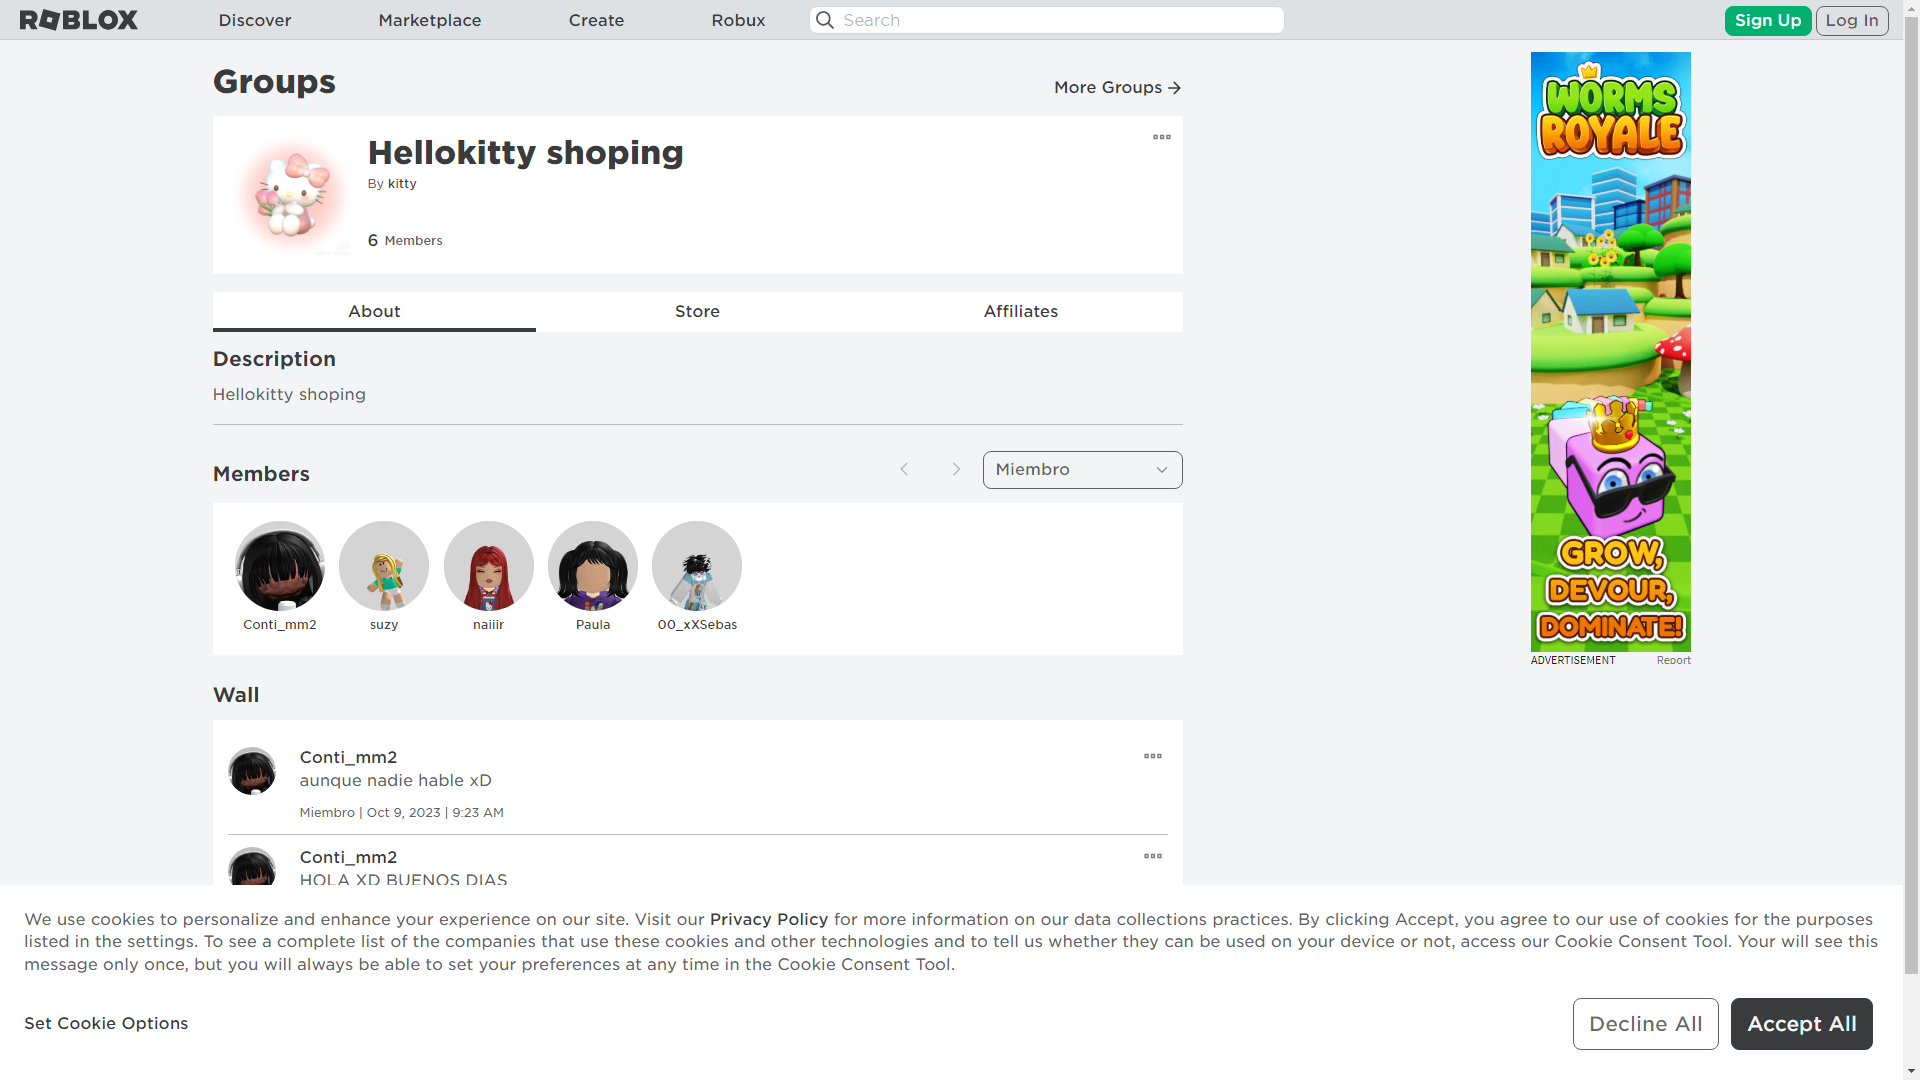 ROBLOX
Discover
Marketplace
Create
Robux
Search
Sign Up
Log In
Groups
More Groups
Hellokitty shoping
By kitty
6 Members
About
Store
Affiliates
Description
Hellokitty shoping
Members
Miembro
Conti_mm2
suzy
naiiir
Paula
00_xXSebas
Wall
Conti_mm2
aunque nadie hable xD
Miembro | Oct 9, 2023 | 9:23 AM
Conti_mm2
HOLA XD BUENOS DIAS
WORMS
ROYALE
GROW,
DEVOUR,
DOMINATE!
ADVERTISEMENT
Report
We use cookies to personalize and enhance your experience on our site. Visit our Privacy Policy for more information on our data collections practices. By clicking Accept, you agree to our use of cookies for the purposes
listed in the settings. To see a complete list of the companies that use these cookies and other technologies and to tell us whether they can be used on your device or not, access our Cookie Consent Tool. Your will see this
message only once, but you will always be able to set your preferences at any time in the Cookie Consent Tool.
Set Cookie Options
Decline All
Accept All